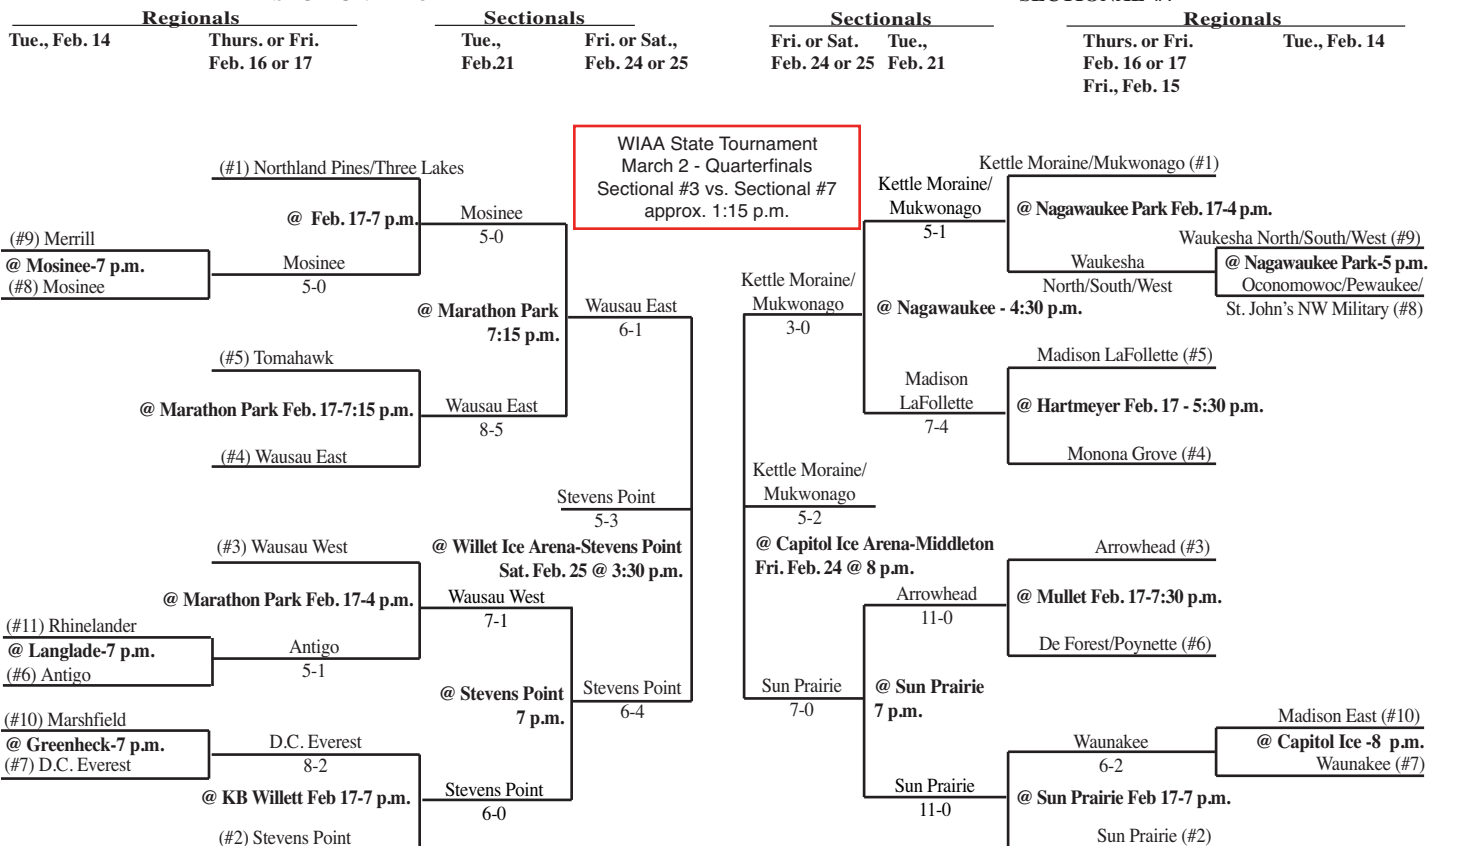 Regionals
Sectionals
Tue., Feb. 14
Thurs. or Fri.
Feb. 16 or 17
Tue.,
Feb.21
Fri. or Sat.,
Feb. 24 or 25
(#1) Northland Pines/Three Lakes
@ Feb. 17-7 p.m.
Mosinee
5-0
(#9) Merrill
@ Mosinee-7 p.m.
(#8) Mosinee
Mosinee
5-0
@ Marathon Park
7:15 p.m.
Wausau East
6-1
(#5) Tomahawk
@ Marathon Park Feb. 17-7:15 p.m.
Wausau East
8-5
(#4) Wausau East
Stevens Point
5-3
(#3) Wausau West
@ Willet Ice Arena-Stevens Point
Sat. Feb. 25 @ 3:30 p.m.
@ Marathon Park Feb. 17-4 p.m.
Wausau West
7-1
(#11) Rhinelander
@ Langlade-7 p.m.
(#6) Antigo
Antigo
5-1
@ Stevens Point
7 p.m.
Stevens Point
6-4
(#10) Marshfield
@ Greenheck-7 p.m.
(#7) D.C. Everest
D.C. Everest
8-2
@ KB Willett Feb 17-7 p.m.
Stevens Point
6-0
(#2) Stevens Point
WIAA State Tournament
March 2 - Quarterfinals
Sectional #3 vs. Sectional #7
approx. 1:15 p.m.
Sectionals
Regionals
Fri. or Sat.
Feb. 24 or 25
Tue.,
Feb. 21
Thurs. or Fri.
Feb. 16 or 17
Fri., Feb. 15
Tue., Feb. 14
Kettle Moraine/Mukwonago (#1)
Kettle Moraine/
Mukwonago
5-1
@ Nagawaukee Park Feb. 17-4 p.m.
Waukesha North/South/West (#9)
@ Nagawaukee Park-5 p.m.
Oconomowoc/Pewaukee/
St. John's NW Military (#8)
Waukesha
North/South/West
Kettle Moraine/
Mukwonago
3-0
@ Nagawaukee - 4:30 p.m.
Madison LaFollette (#5)
Madison
LaFollette
7-4
@ Hartmeyer Feb. 17 - 5:30 p.m.
Monona Grove (#4)
Kettle Moraine/
Mukwonago
5-2
@ Capitol Ice Arena-Middleton
Fri. Feb. 24 @ 8 p.m.
Arrowhead (#3)
Arrowhead
11-0
@ Mullet Feb. 17-7:30 p.m.
De Forest/Poynette (#6)
Sun Prairie
7-0
@ Sun Prairie
7 p.m.
Madison East (#10)
@ Capitol Ice -8 p.m.
Waunakee (#7)
Waunakee
6-2
Sun Prairie
11-0
@ Sun Prairie Feb 17-7 p.m.
Sun Prairie (#2)